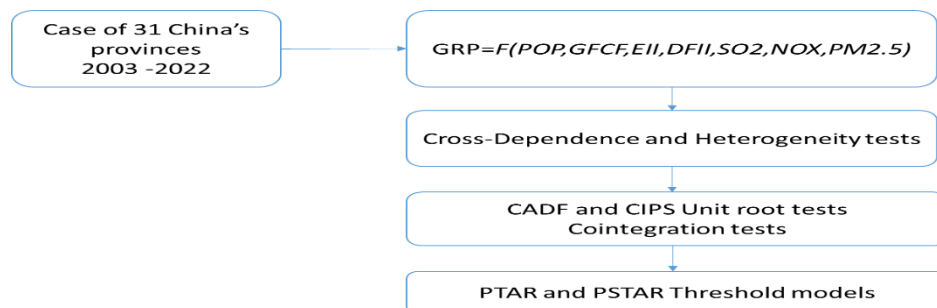 Case of 31 China's
provinces
2003 -2022
GRP=F(POP,GFCF,EII,DFII,SO2,NOX,PM2.5)
Cross-Dependence and Heterogeneity tests
CADF and CIPS Unit root tests
Cointegration tests
PTAR and PSTAR Threshold models